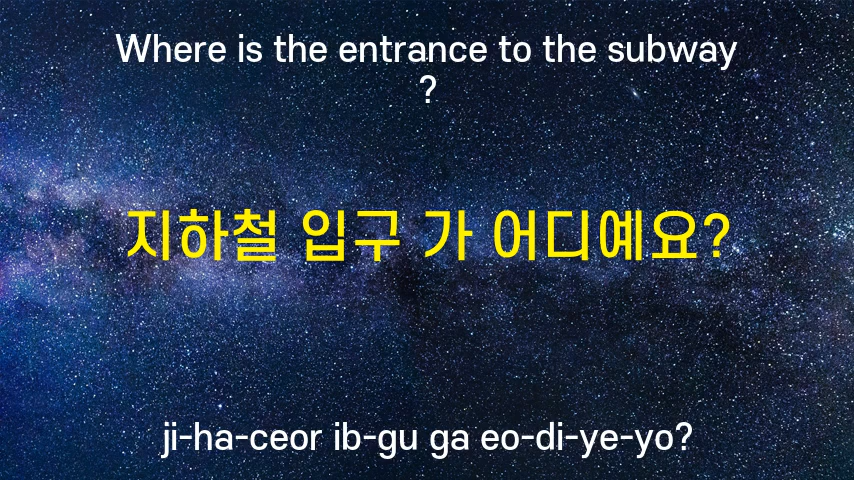 Where is the entrance to the subway
?
지하철 입구 가 어디예요?
ji-ha-ceor ib-gu ga eo-di-ye-yo?